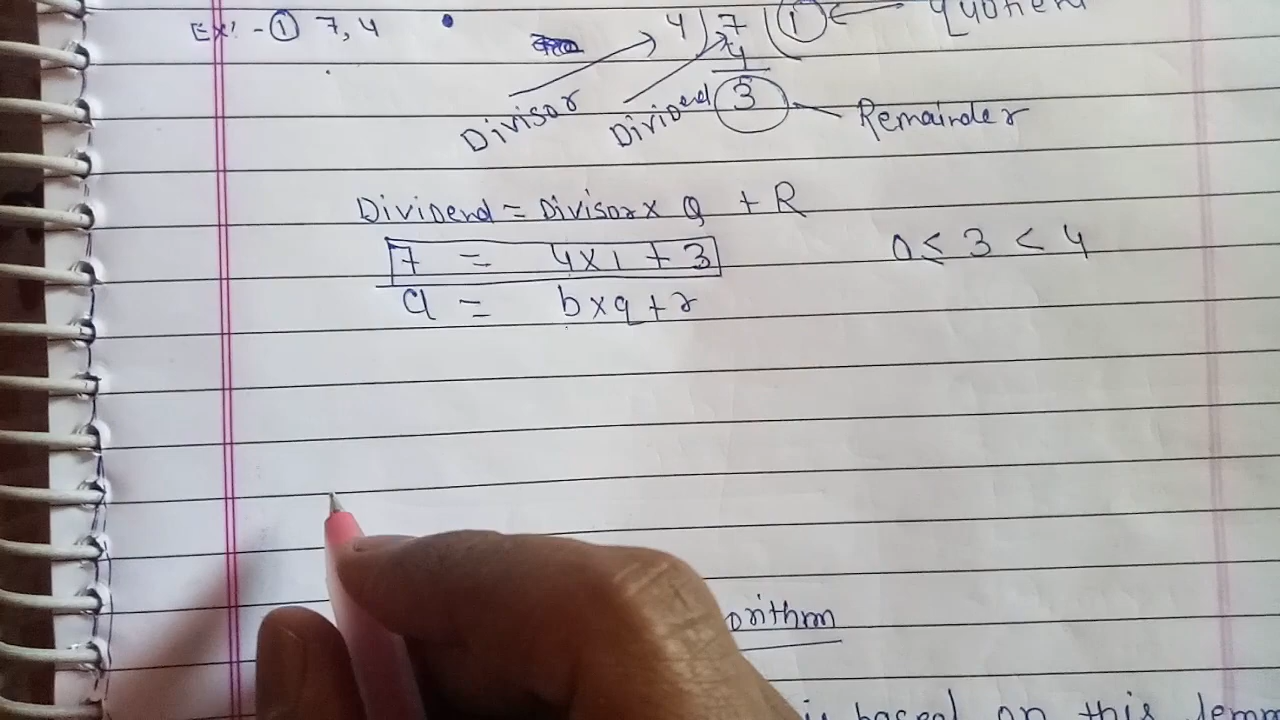 Ex! - ① 7, 4 4 ) 7 ( 1 ← Quotient
4
Divisor Dividend 3 Remainder
Dividend = Divisor x Q + R
7 = 4 x 1 + 3 0 ≤ 3 < 4
a = b x q + r
orithm
based on this lemm